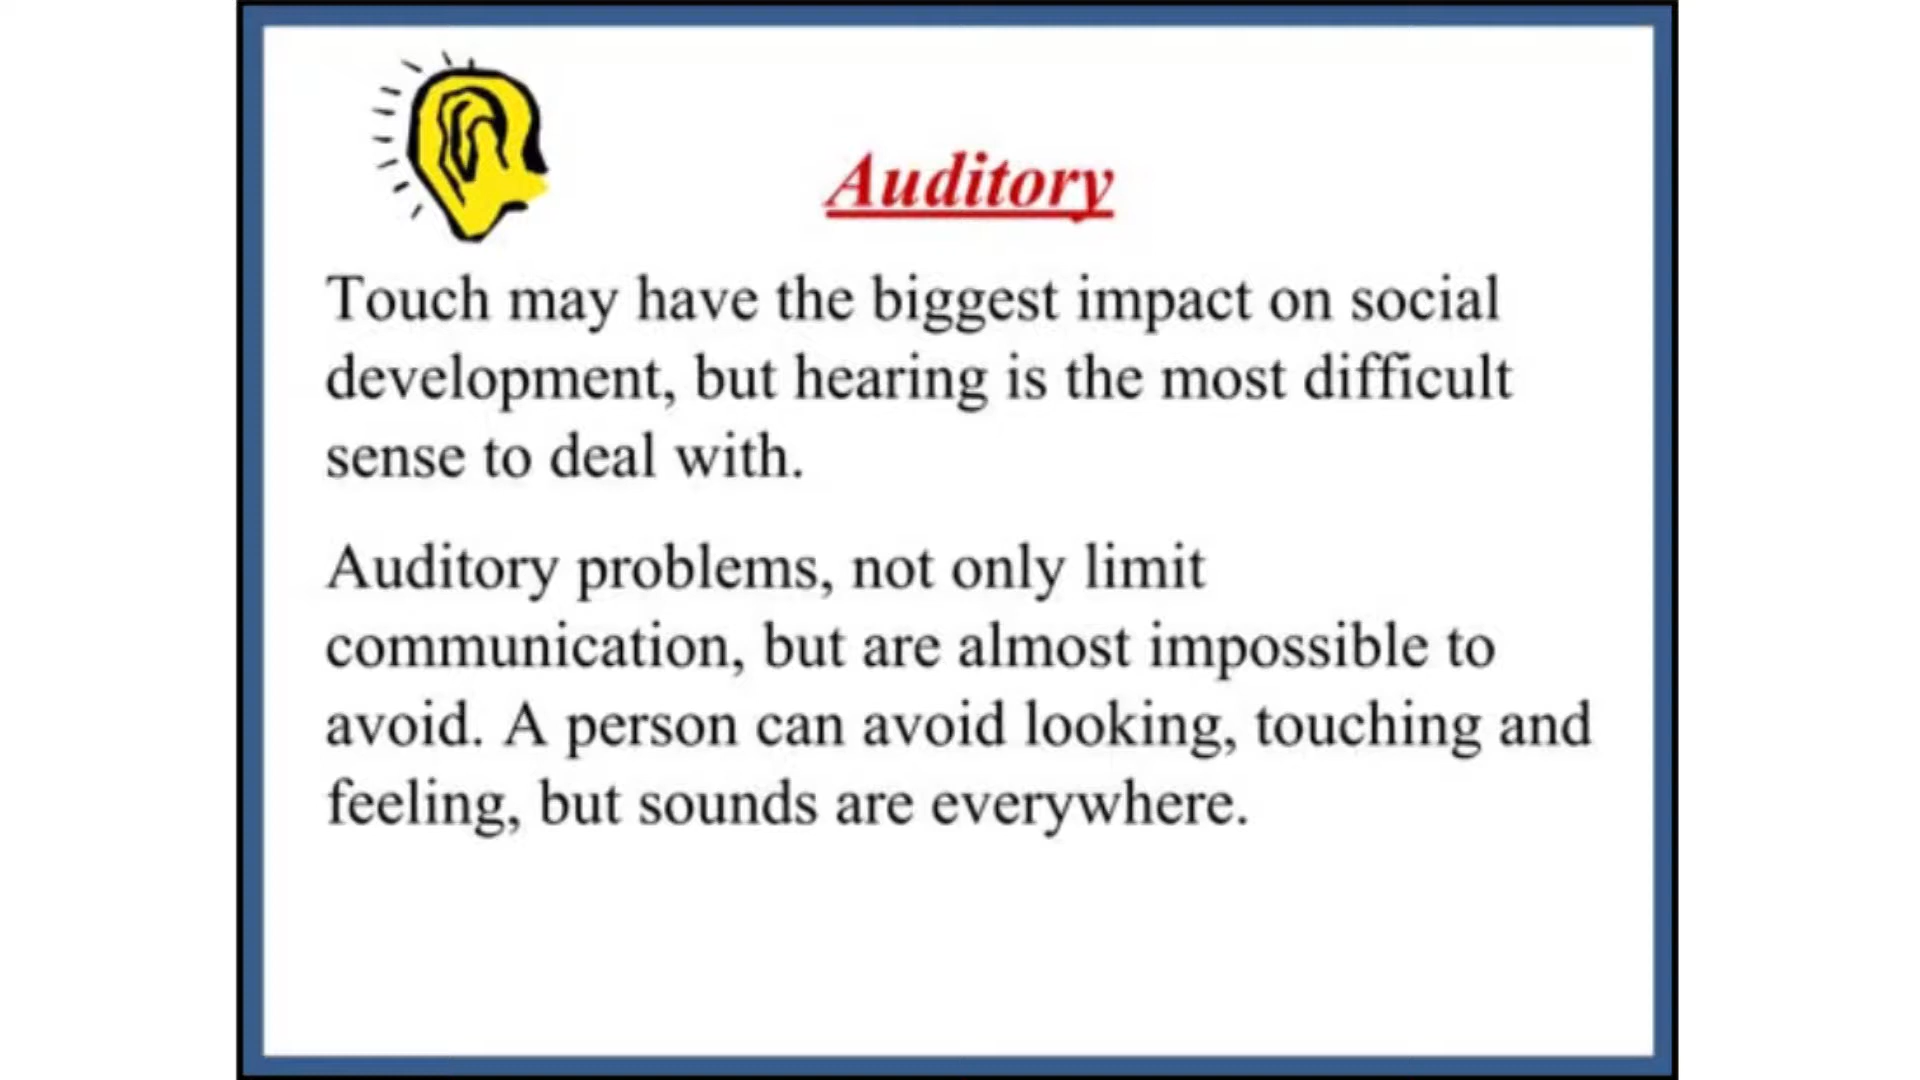 Auditory
Touch may have the biggest impact on social
development, but hearing is the most difficult
sense to deal with.
Auditory problems, not only limit
communication, but are almost impossible to
avoid. A person can avoid looking, touching and
feeling, but sounds are everywhere.